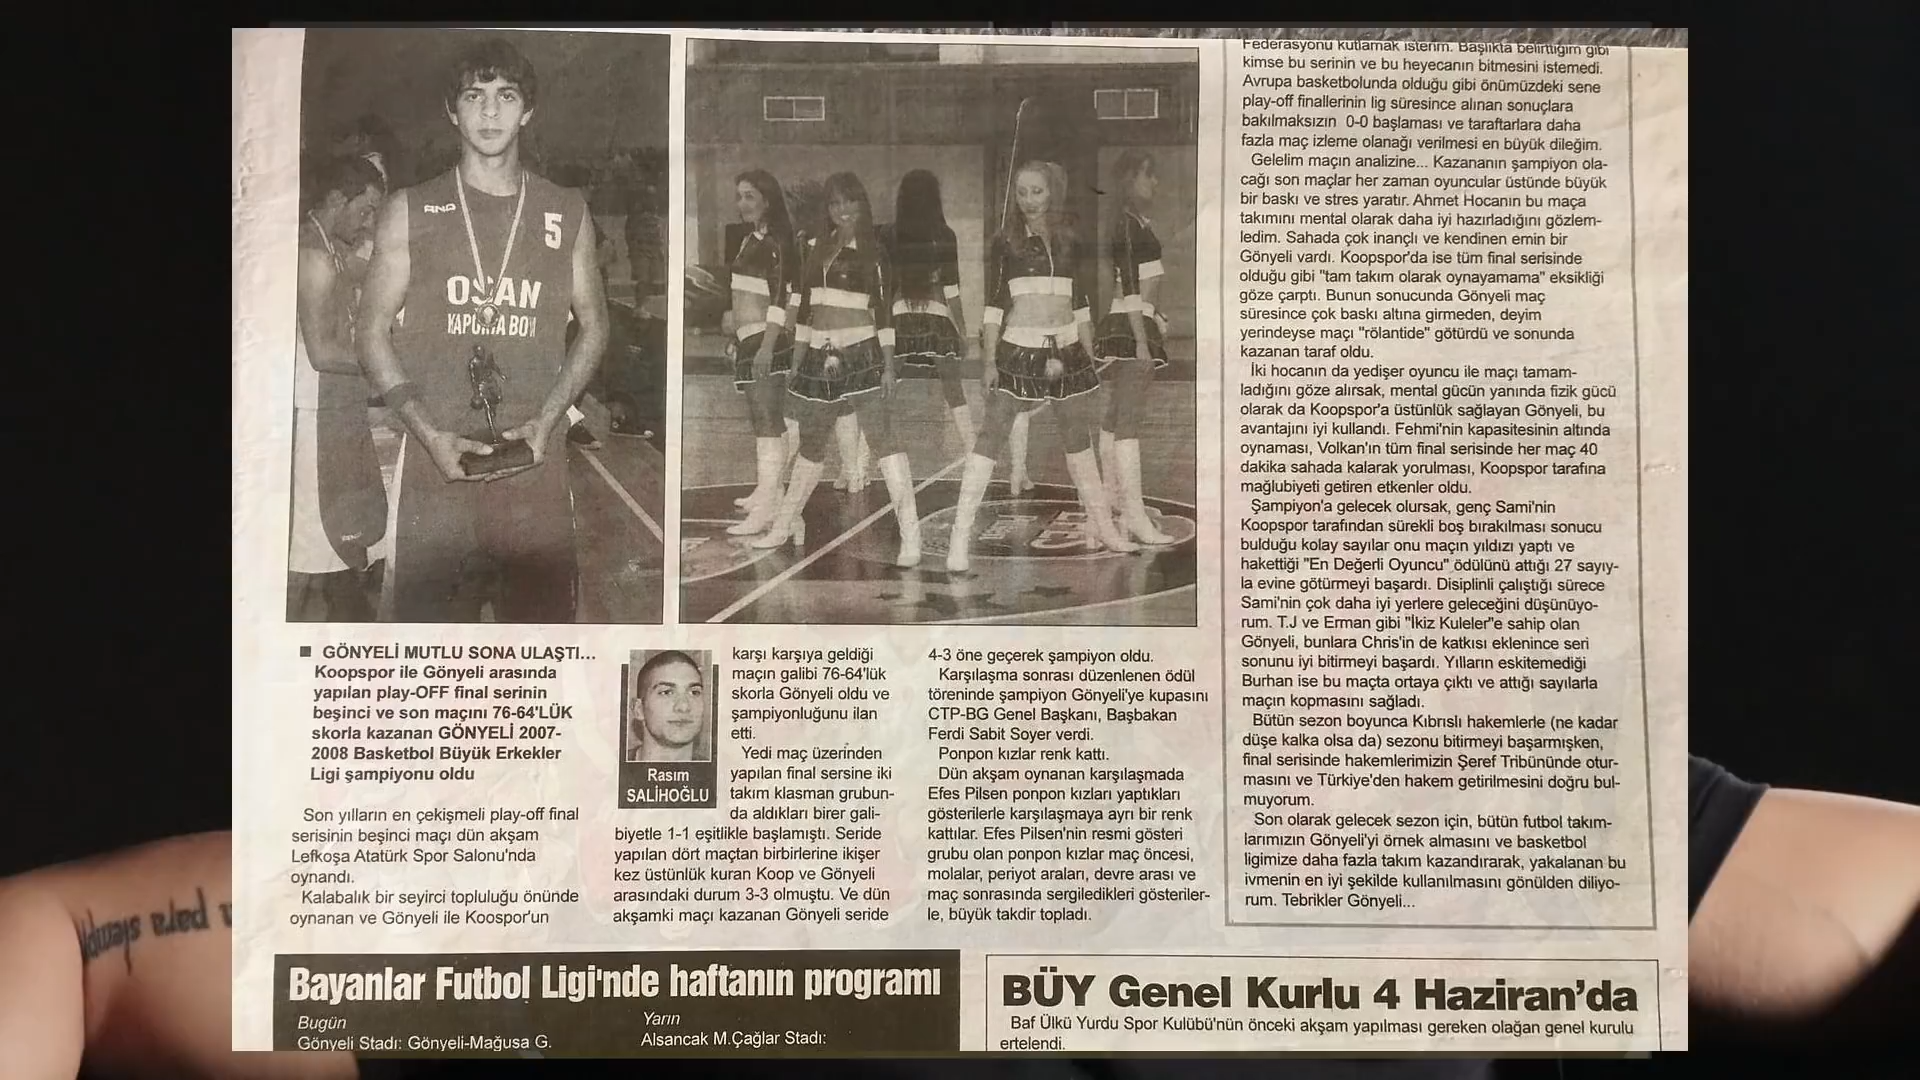 AND
5
OSCAN
KAPORTA BOY
■ GÖNYELİ MUTLU SONA ULAŞTI...
Koopspor ile Gönyeli arasında
yapılan play-OFF final serinin
beşinci ve son maçını 76-64'LÜK
skorla kazanan GÖNYELİ 2007-
2008 Basketbol Büyük Erkekler
Ligi şampiyonu oldu
Son yılların en çekişmeli play-off final
serisinin beşinci maçı dün akşam
Lefkoşa Atatürk Spor Salonu'nda
oynandı.
Kalabalık bir seyirci topluluğu önünde
oynanan ve Gönyeli ile Koospor'un
Rasım
SALİHOĞLU
karşı karşıya geldiği
maçın galibi 76-64'lük
skorla Gönyeli oldu ve
şampiyonluğunu ilan
etti.
Yedi maç üzerinden
yapılan final sersine iki
takım klasman grubun-
da aldıkları birer gali-
biyetle 1-1 eşitlikle başlamıştı. Seride
yapılan dört maçtan birbirlerine ikişer
kez üstünlük kuran Koop ve Gönyeli
arasındaki durum 3-3 olmuştu. Ve dün
akşamki maçı kazanan Gönyeli seride
4-3 öne geçerek şampiyon oldu.
Karşılaşma sonrası düzenlenen ödül
töreninde şampiyon Gönyeli'ye kupasını
CTP-BG Genel Başkanı, Başbakan
Ferdi Sabit Soyer verdi.
Ponpon kızlar renk kattı.
Dün akşam oynanan karşılaşmada
Efes Pilsen ponpon kızları yaptıkları
gösterilerle karşılaşmaya ayrı bir renk
kattılar. Efes Pilsen'nin resmi gösteri
grubu olan ponpon kızlar maç öncesi,
molalar, periyot araları, devre arası ve
maç sonrasında sergiledikleri gösteriler-
le, büyük takdir topladı.
Federasyonu kutlamak isterim. Başlıkta belirttiğim gibi
kimse bu serinin ve bu heyecanın bitmesini istemedi.
Avrupa basketbolunda olduğu gibi önümüzdeki sene
play-off finallerinin lig süresince alınan sonuçlara
bakılmaksızın 0-0 başlaması ve taraftarlara daha
fazla maç izleme olanağı verilmesi en büyük dileğim.
Gelelim maçın analizine... Kazananın şampiyon ola-
cağı son maçlar her zaman oyuncular üstünde büyük
bir baskı ve stres yaratır. Ahmet Hocanın bu maça
takımını mental olarak daha iyi hazırladığını gözlem-
ledim. Sahada çok inançlı ve kendinen emin bir
Gönyeli vardı. Koopspor'da ise tüm final serisinde
olduğu gibi "tam takım olarak oynayamama" eksikliği
göze çarptı. Bunun sonucunda Gönyeli maç
süresince çok baskı altına girmeden, deyim
yerindeyse maçı "rölantide" götürdü ve sonunda
kazanan taraf oldu.
İki hocanın da yedişer oyuncu ile maçı tamam-
ladığını göze alırsak, mental gücün yanında fizik gücü
olarak da Koopspor'a üstünlük sağlayan Gönyeli, bu
avantajını iyi kullandı. Fehmi'nin kapasitesinin altında
oynaması, Volkan'ın tüm final serisinde her maç 40
dakika sahada kalarak yorulması, Koopspor tarafına
mağlubiyeti getiren etkenler oldu.
Şampiyon'a gelecek olursak, genç Sami'nin
Koopspor tarafından sürekli boş bırakılması sonucu
bulduğu kolay sayılar onu maçın yıldızı yaptı ve
hakettiği "En Değerli Oyuncu" ödülünü attığı 27 sayıy-
la evine götürmeyi başardı. Disiplinli çalıştığı sürece
Sami'nin çok daha iyi yerlere geleceğini düşünüyo-
rum. T.J ve Erman gibi "İkiz Kuleler"e sahip olan
Gönyeli, bunlara Chris'in de katkısı eklenince seri
sonunu iyi bitirmeyi başardı. Yılların eskitemediği
Burhan ise bu maçta ortaya çıktı ve attığı sayılarla
maçın kopmasını sağladı.
Bütün sezon boyunca Kıbrıslı hakemlerle (ne kadar
düşe kalka olsa da) sezonu bitirmeyi başarmışken,
final serisinde hakemlerimizin Şeref Tribününde otur-
masını ve Türkiye'den hakem getirilmesini doğru bul-
muyorum.
Son olarak gelecek sezon için, bütün futbol takım-
larımızın Gönyeli'yi örnek almasını ve basketbol
ligimize daha fazla takım kazandırarak, yakalanan bu
ivmenin en iyi şekilde kullanılmasını gönülden diliyo-
rum. Tebrikler Gönyeli...
Bayanlar Futbol Ligi'nde haftanın programı
Bugün
Gönyeli Stadı: Gönyeli-Mağusa G.
Yarın
Alsancak M.Çağlar Stadı:
BÜY Genel Kurlu 4 Haziran'da
Baf Ülkü Yurdu Spor Kulübü'nün önceki akşam yapılması gereken olağan genel kurulu
ertelendi.